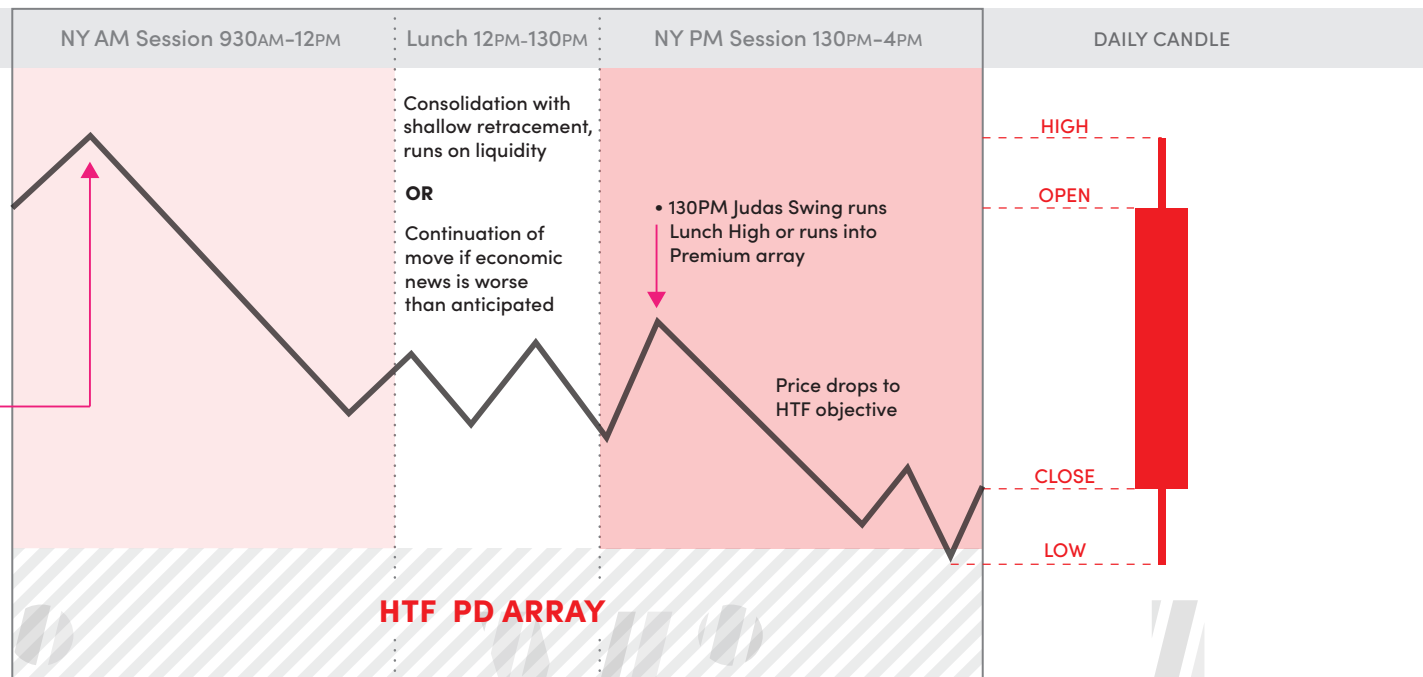 NY AM Session 930AM–12PM
Lunch 12PM-130PM
NY PM Session 130PM–4PM
DAILY CANDLE
Consolidation with
shallow retracement,
runs on liquidity
OR
Continuation of
move if economic
news is worse
than anticipated
• 130PM Judas Swing runs
Lunch High or runs into
Premium array
Price drops to
HTF objective
HIGH
OPEN
CLOSE
LOW
HTF PD ARRAY